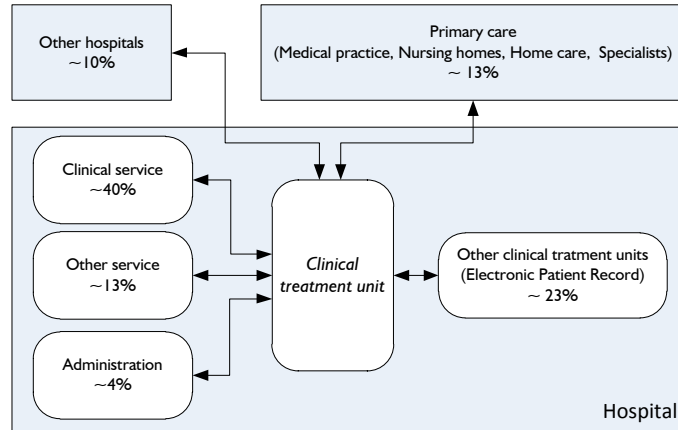 Other hospitals
~10%
Primary care
(Medical practice, Nursing homes, Home care, Specialists)
~ 13%
Clinical service
~40%
Other service
~13%
Administration
~4%
Clinical
treatment unit
Other clinical tratment units
(Electronic Patient Record)
~ 23%
Hospital